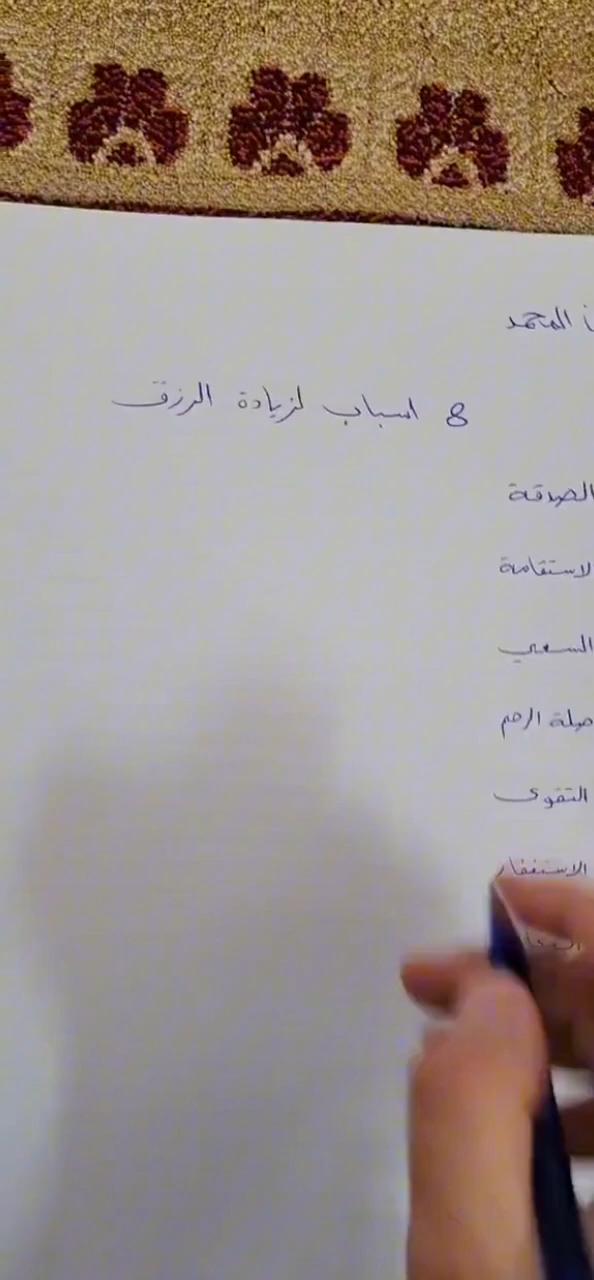 المحمد
8 اسباب لزيادة الرزق
الصدقة
لاستقامة
السعي
صلة الرحم
التقوى
الاستغفار